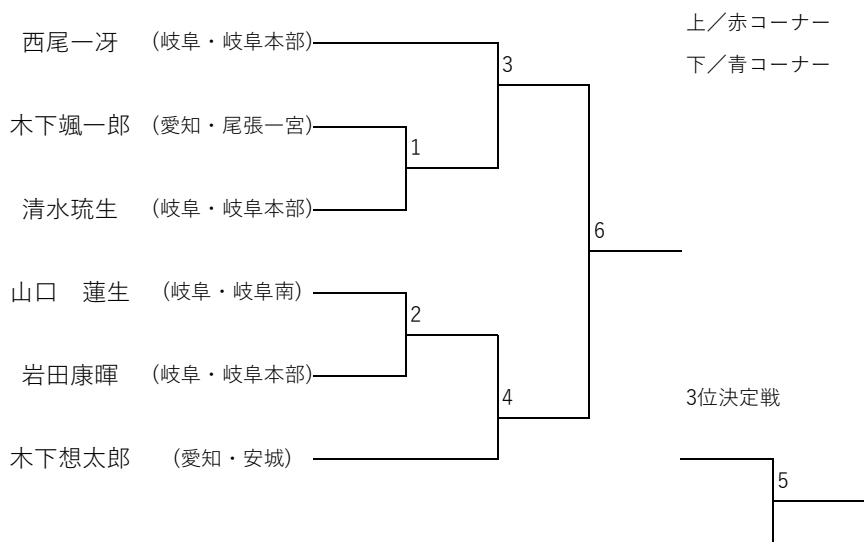 上／赤コーナー
西尾一冴　(岐阜・岐阜本部)
3
下／青コーナー
木下颯一郎　(愛知・尾張一宮)
1
清水琉生　(岐阜・岐阜本部)
6
山口　蓮生　(岐阜・岐阜南)
2
岩田康暉　(岐阜・岐阜本部)
4
3位決定戦
木下想太郎　(愛知・安城)
5